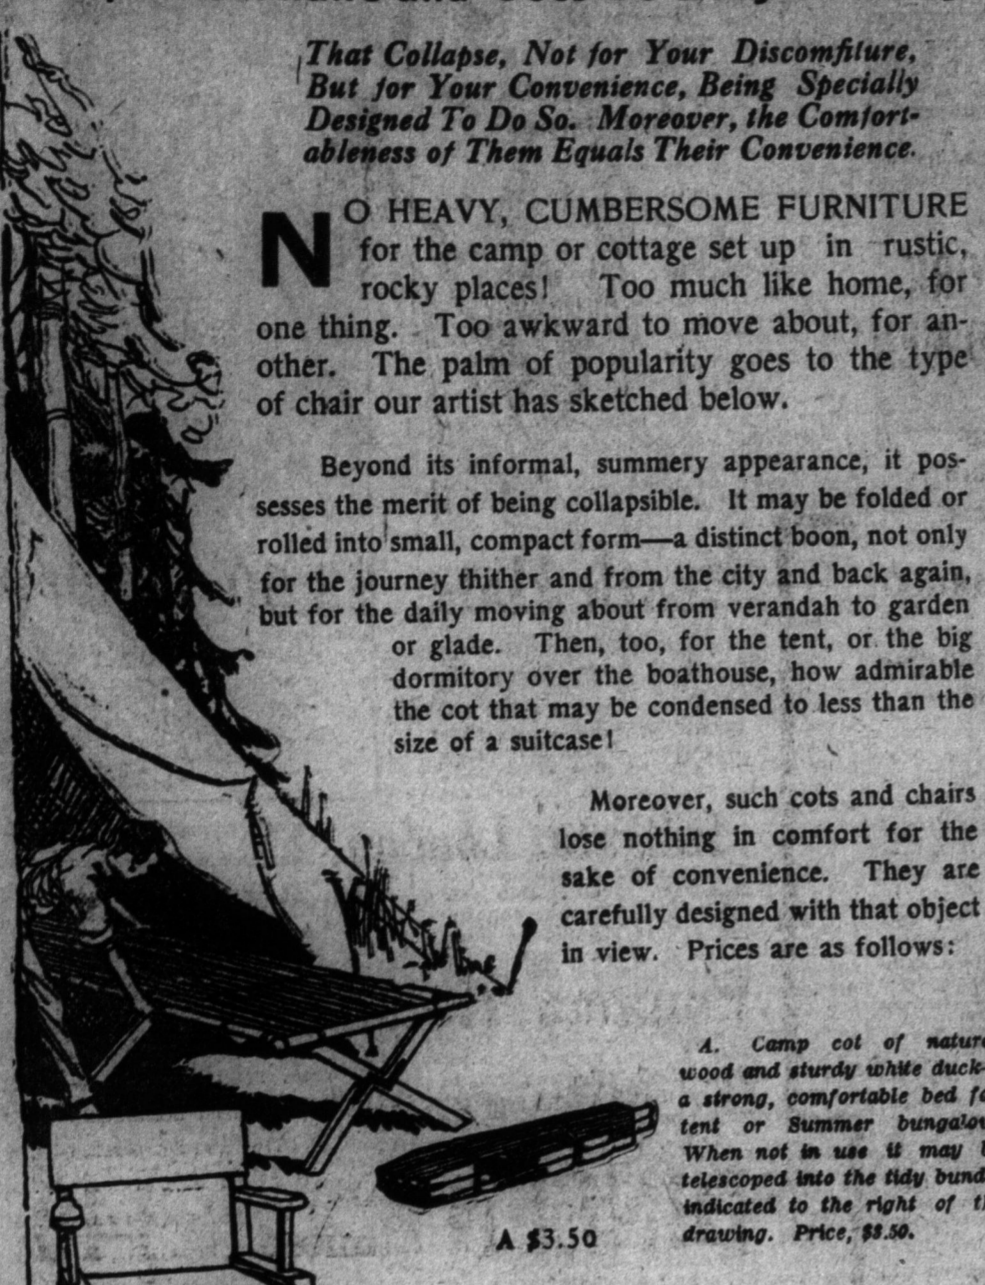 That Collapse, Not for Your Discomfiture,
But for Your Convenience, Being Specially
Designed To Do So. Moreover, the Comfort-
ableness of Them Equals Their Convenience.
NO HEAVY, CUMBERSOME FURNITURE
for the camp or cottage set up in rustic,
rocky places! Too much like home, for
one thing. Too awkward to move about, for an-
other. The palm of popularity goes to the type
of chair our artist has sketched below.
Beyond its informal, summery appearance, it pos-
sesses the merit of being collapsible. It may be folded or
rolled into small, compact form—a distinct boon, not only
for the journey thither and from the city and back again,
but for the daily moving about from verandah to garden
or glade. Then, too, for the tent, or the big
dormitory over the boathouse, how admirable
the cot that may be condensed to less than the
size of a suitcase!
Moreover, such cots and chairs
lose nothing in comfort for the
sake of convenience. They are
carefully designed with that object
in view. Prices are as follows:
A. Camp cot of natur
wood and sturdy white duck—
a strong, comfortable bed fo
tent or Summer bungalow
When not in use it may b
telescoped into the tidy bund
indicated to the right of th
drawing. Price, $3.50.
A $3.50